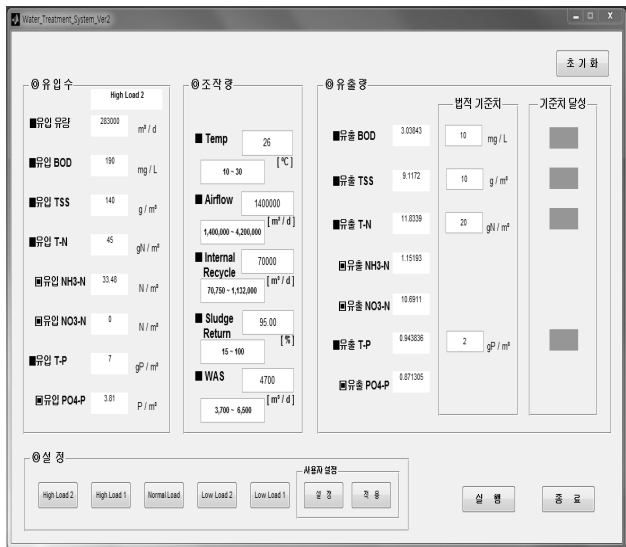 Water_Treatment_System_Ver2
초 기 화
◎ 유 입 수
High Load 2
■유입 유량 283000 m³ / d
■유입 BOD 190 mg / L
■유입 TSS 140 g / m³
■유입 T-N 45 gN / m³
▣유입 NH3-N 33.48 N / m³
▣유입 NO3-N 0 N / m³
■유입 T-P 7 gP / m³
▣유입 PO4-P 3.81 P / m³
◎ 조 작 량
■ Temp 26
[ ℃ ]
10 ~ 30
■ Airflow 1400000
[ m³ / d ]
1,400,000 ~ 4,200,000
■ Internal Recycle 70000
[ m³ / d ]
70,750 ~ 1,132,000
■ Sludge Return 95.00
[ % ]
15 ~ 100
■ WAS 4700
[ m³ / d ]
3,700 ~ 6,500
◎ 유 출 량
법적 기준치
기준치 달성
■유출 BOD 3.03843 10 mg / L
■유출 TSS 9.1172 10 g / m³
■유출 T-N 11.8339 20 gN / m³
▣유출 NH3-N 1.15193
▣유출 NO3-N 10.6911
■유출 T-P 0.943836 2 gP / m³
▣유출 PO4-P 0.871305
◎ 설 정
High Load 2 High Load 1 Normal Load Low Load 2 Low Load 1
사용자 설정
설 정 적 용
실 행 종 료